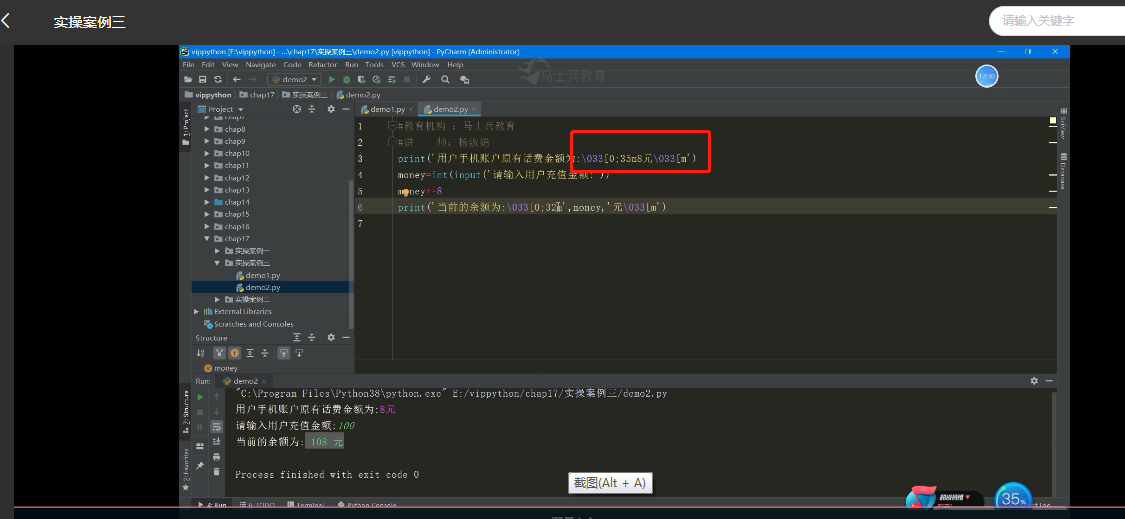 实操案例三
请输入关键字
vippython [E:\vippython] - ...\chap17\实操案例三\demo2.py [vippython] - PyCharm (Administrator)
File Edit View Navigate Code Refactor Run Tools VCS Window Help
demo2
马士兵教育
12:30
vippython chap17 实操案例三 demo2.py
Project
demo1.py demo2.py
1: Project
chap8
chap9
chap10
chap11
chap12
chap13
chap14
chap15
chap16
chap17
实操案例一
实操案例三
demo1.py
demo2.py
实操案例二
External Libraries
Scratches and Consoles
Structure
money
1 #教育机构 ：马士兵教育
2 #讲 师：杨淑娟
3 print('用户手机账户原有话费金额为:\033[0;35m8元\033[m')
4 money=int(input('请输入用户充值金额:'))
5 money+=8
6 print('当前的余额为:\033[0;32m',money,'元\033[m')
7
Database
Run: demo2
"C:\Program Files\Python38\python.exe" E:/vippython/chap17/实操案例三/demo2.py
用户手机账户原有话费金额为:8元
请输入用户充值金额:100
当前的余额为: 108 元
Process finished with exit code 0
Z: Structure
2: Favorites
截图(Alt + A)
4: Run 6: TODO Terminal Python Console
35%